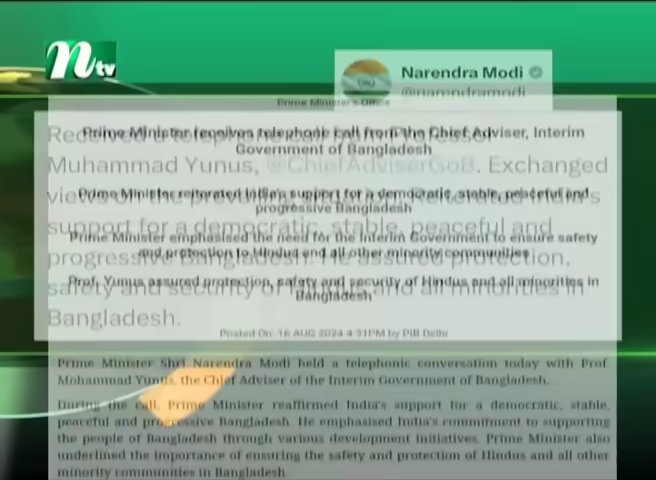 ntv
Narendra Modi
@narendramodi
Prime Minister's Office
Prime Minister receives telephonic call from the Chief Adviser, Interim
Government of Bangladesh
Prime Minister reiterated India's support for a democratic, stable, peaceful and
progressive Bangladesh
Prime Minister emphasised the need for the Interim Government to ensure safety
and protection to Hindus and all other minority communities
Prof. Yunus assured protection, safety and security of Hindus and all minorities in
Bangladesh
Posted On: 16 AUG 2024 4:31PM by PIB Delhi
Received a telephone call from Professor
Muhammad Yunus, @ChiefAdviserGoB. Exchanged
views on the prevailing situation. Reiterated India's
support for a democratic, stable, peaceful and
progressive Bangladesh. He assured protection,
safety and security of Hindus and all minorities in
Bangladesh.
Prime Minister Shri Narendra Modi held a telephonic conversation today with Prof.
Mohammad Yunus, the Chief Adviser of the Interim Government of Bangladesh.
During the call, Prime Minister reaffirmed India's support for a democratic, stable,
peaceful and progressive Bangladesh. He emphasised India's commitment to supporting
the people of Bangladesh through various development initiatives. Prime Minister also
underlined the importance of ensuring the safety and protection of Hindus and all other
minority communities in Bangladesh.